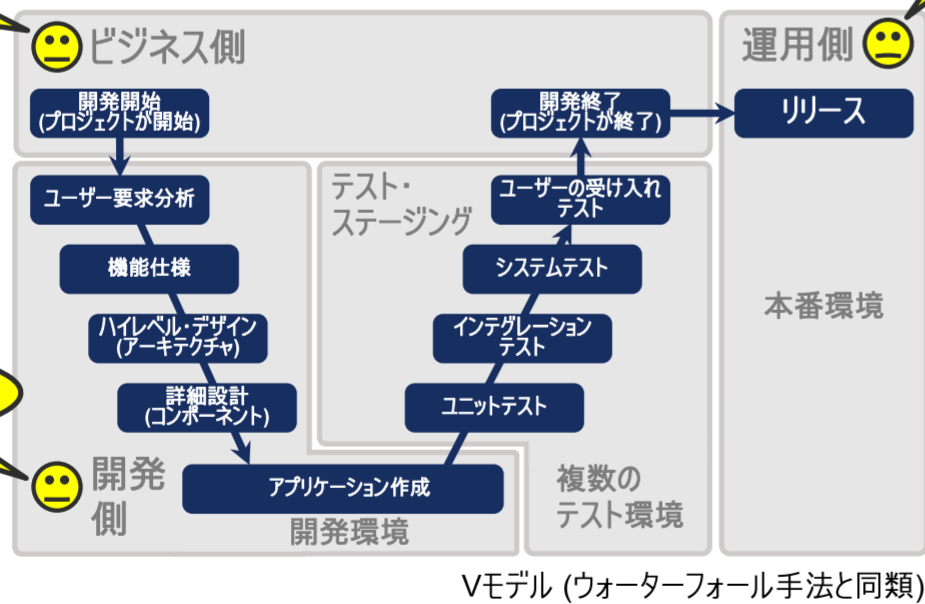 ビジネス側
運用側
開発開始
(プロジェクトが開始)
開発終了
(プロジェクトが終了)
リリース
ユーザー要求分析
機能仕様
ハイレベル・デザイン
(アーキテクチャ)
詳細設計
(コンポーネント)
開発
側
アプリケーション作成
開発環境
テスト・
ステージング
ユーザーの受け入れ
テスト
システムテスト
インテグレーション
テスト
ユニットテスト
複数の
テスト環境
本番環境
Vモデル (ウォーターフォール手法と同類)